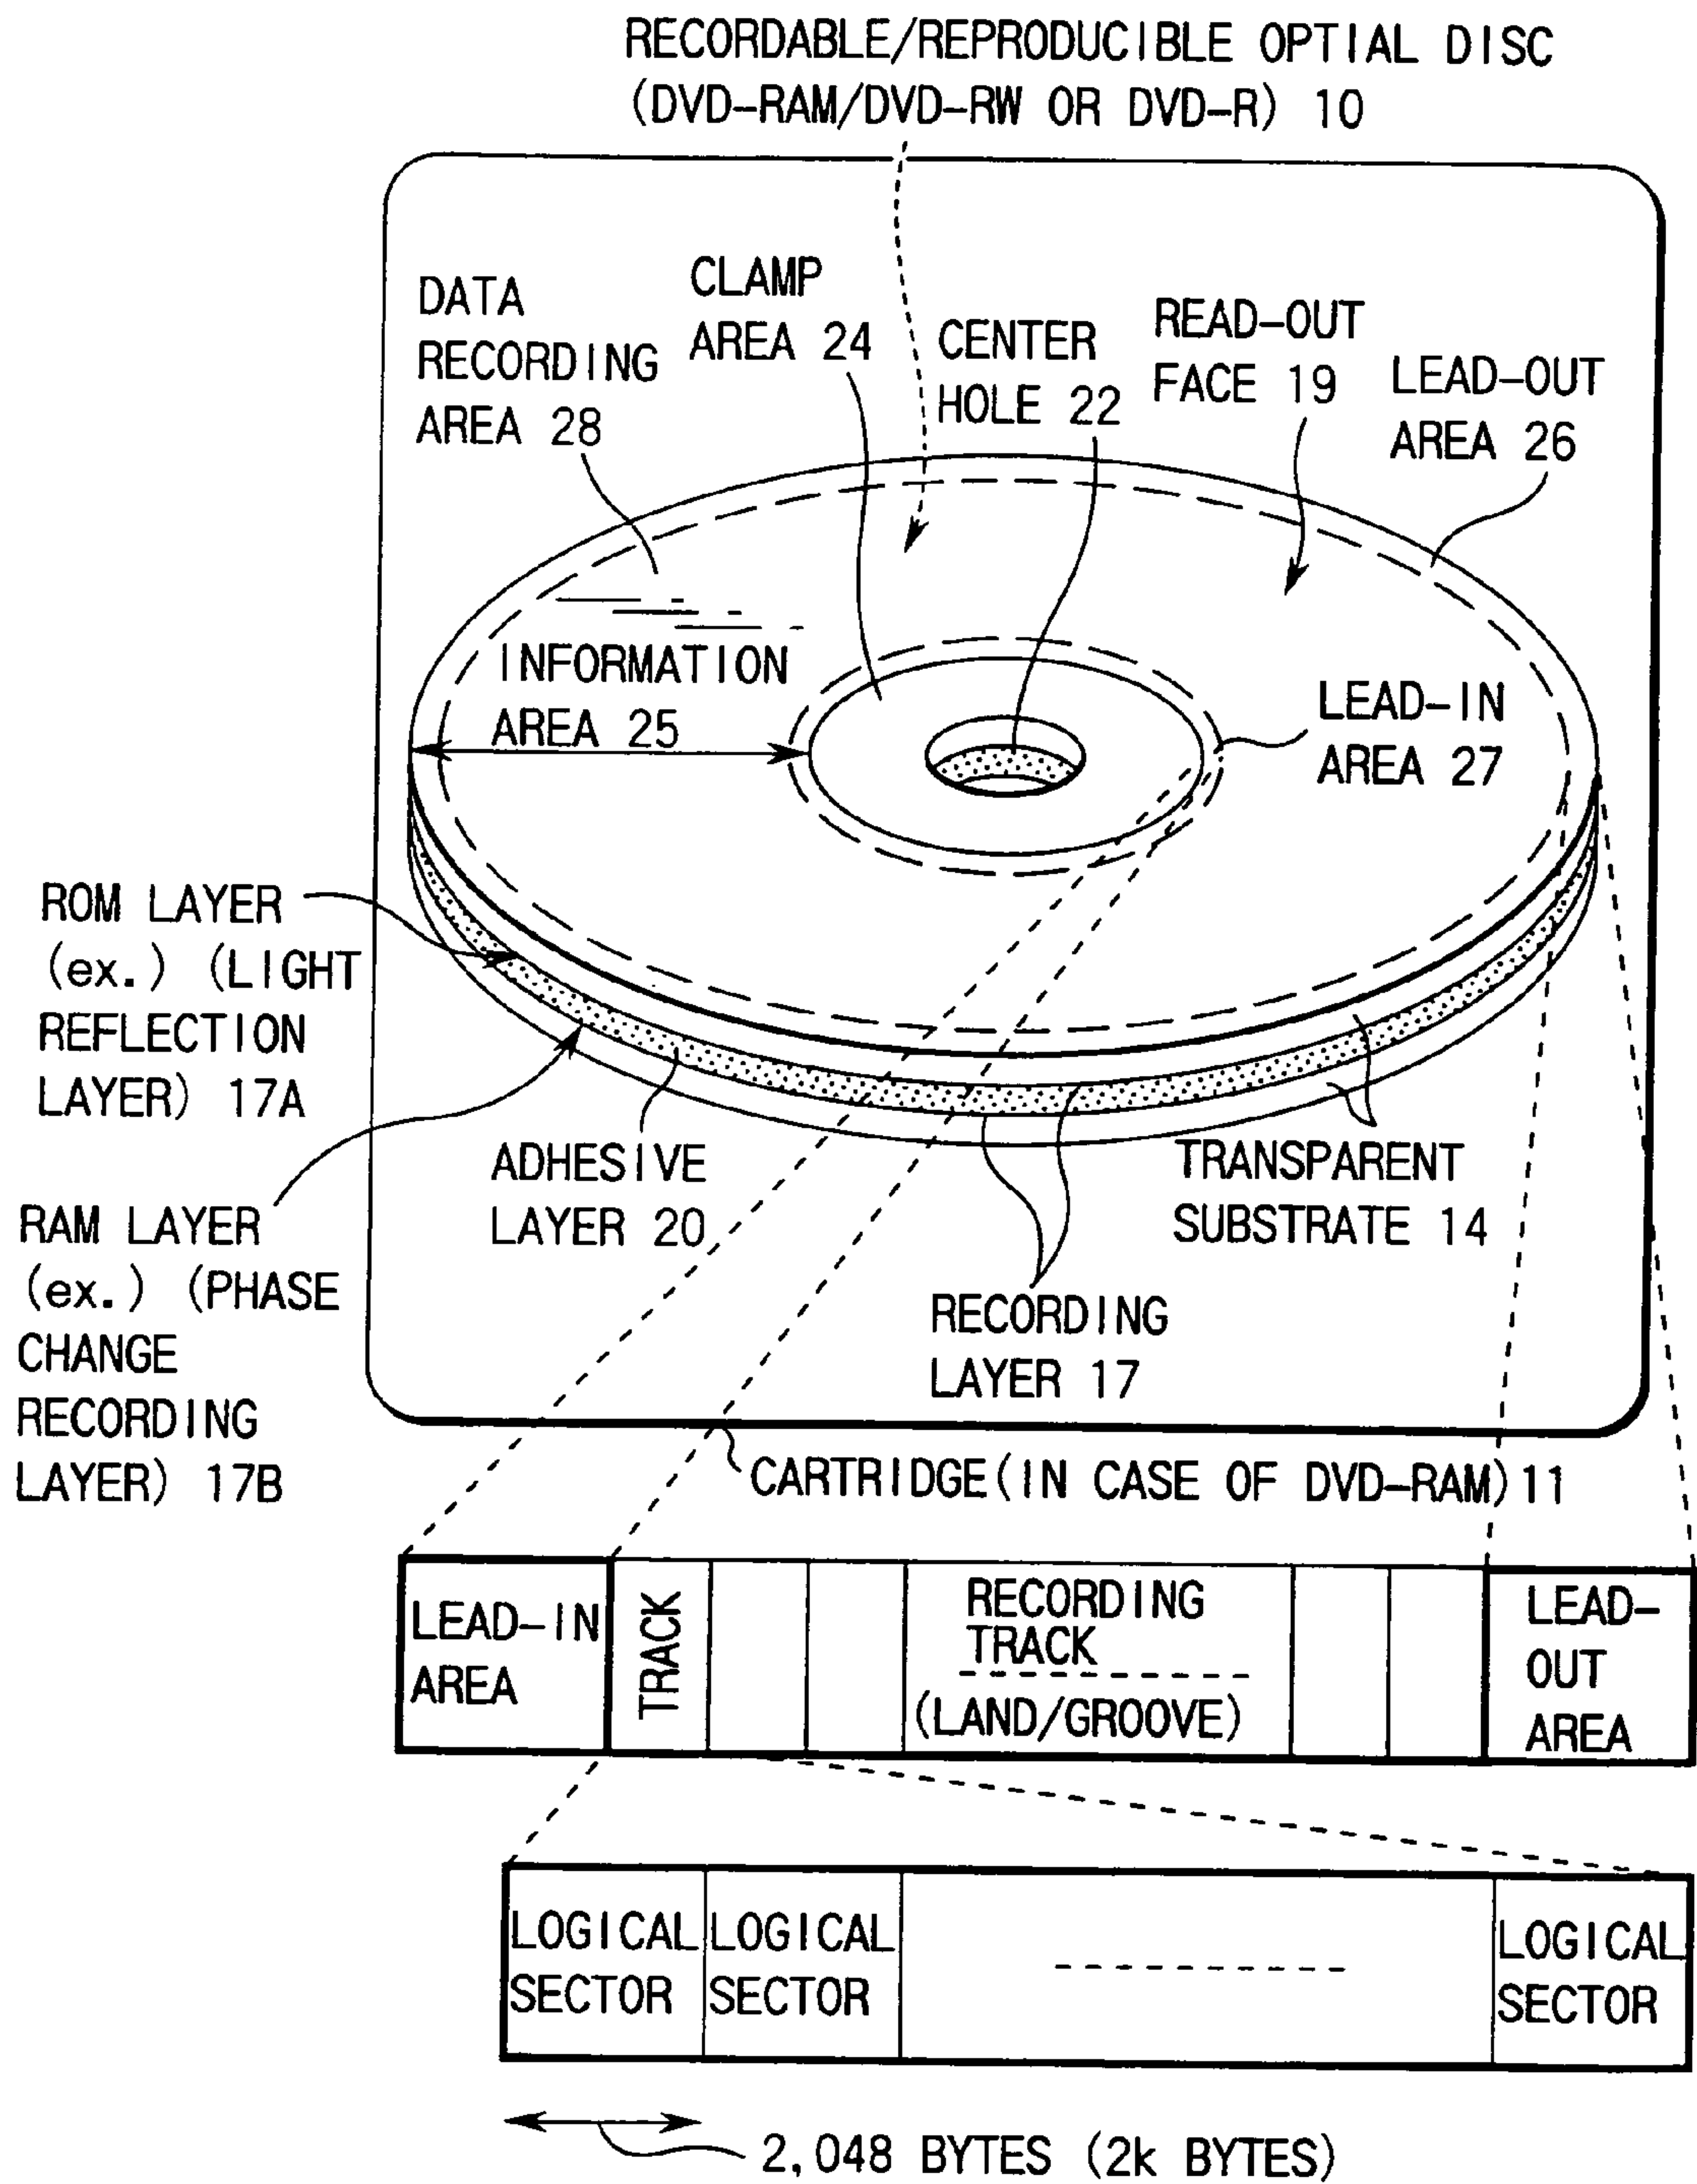 RECORDABLE/REPRODUCIBLE OPTIAL DISC
(DVD-RAM/DVD-RW OR DVD-R) 10
DATA
RECORDING
AREA 28
CLAMP
AREA 24
CENTER
HOLE 22
READ-OUT
FACE 19
LEAD-OUT
AREA 26
INFORMATION
AREA 25
LEAD-IN
AREA 27
ROM LAYER
(ex.) (LIGHT
REFLECTION
LAYER) 17A
RAM LAYER
(ex.) (PHASE
CHANGE
RECORDING
LAYER) 17B
ADHESIVE
LAYER 20
TRANSPARENT
SUBSTRATE 14
RECORDING
LAYER 17
CARTRIDGE(IN CASE OF DVD-RAM)11
LEAD-IN
AREA
TRACK
RECORDING
TRACK
(LAND/GROOVE)
LEAD-
OUT
AREA
LOGICAL
SECTOR
LOGICAL
SECTOR
LOGICAL
SECTOR
2,048 BYTES (2k BYTES)